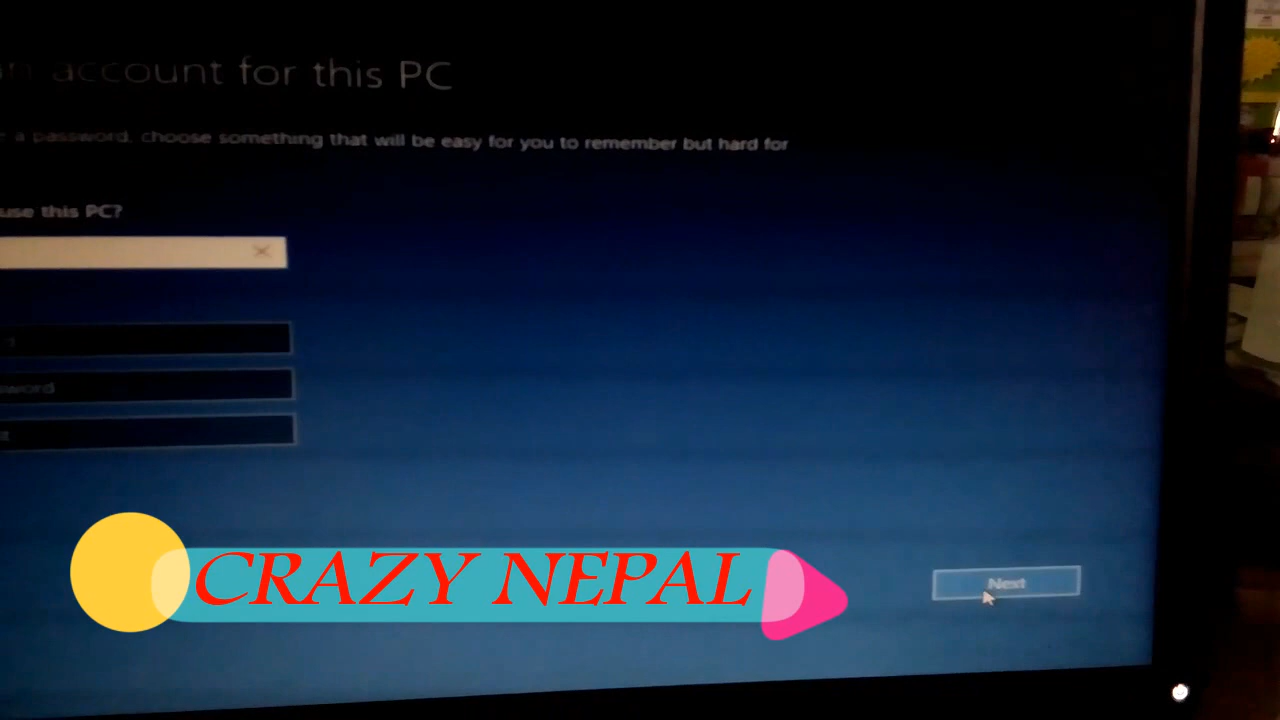 an account for this PC
a password, choose something that will be easy for you to remember but hard for
use this PC?
CRAZY NEPAL
Next